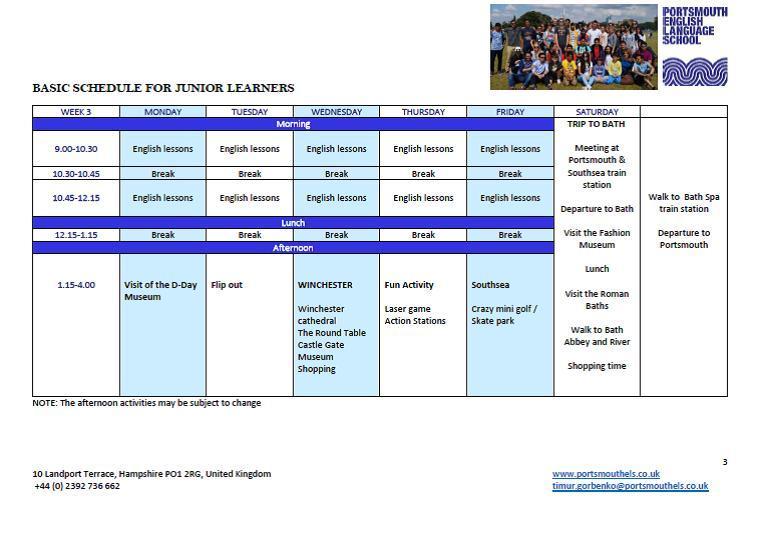 PORTSMOUTH
ENGLISH
LANGUAGE
SCHOOL
BASIC SCHEDULE FOR JUNIOR LEARNERS
WEEK 3 MONDAY TUESDAY WEDNESDAY THURSDAY FRIDAY SATURDAY
Morning
9.00-10.30 English lessons English lessons English lessons English lessons English lessons
10.30-10.45 Break Break Break Break Break
10.45-12.15 English lessons English lessons English lessons English lessons English lessons
Lunch
12.15-1.15 Break Break Break Break Break
Afternoon
1.15-4.00
Visit of the D-Day
Museum
Flip out
WINCHESTER
Winchester
cathedral
The Round Table
Castle Gate
Museum
Shopping
Fun Activity
Laser game
Action Stations
Southsea
Crazy mini golf /
Skate park
TRIP TO BATH
Meeting at
Portsmouth &
Southsea train
station
Departure to Bath
Visit the Fashion
Museum
Lunch
Visit the Roman
Baths
Walk to Bath
Abbey and River
Shopping time
Walk to Bath Spa
train station
Departure to
Portsmouth
NOTE: The afternoon activities may be subject to change
3
10 Landport Terrace, Hampshire PO1 2RG, United Kingdom
+44 (0) 2392 736 662
www.portsmouthels.co.uk
timur.gorbenko@portsmouthels.co.uk